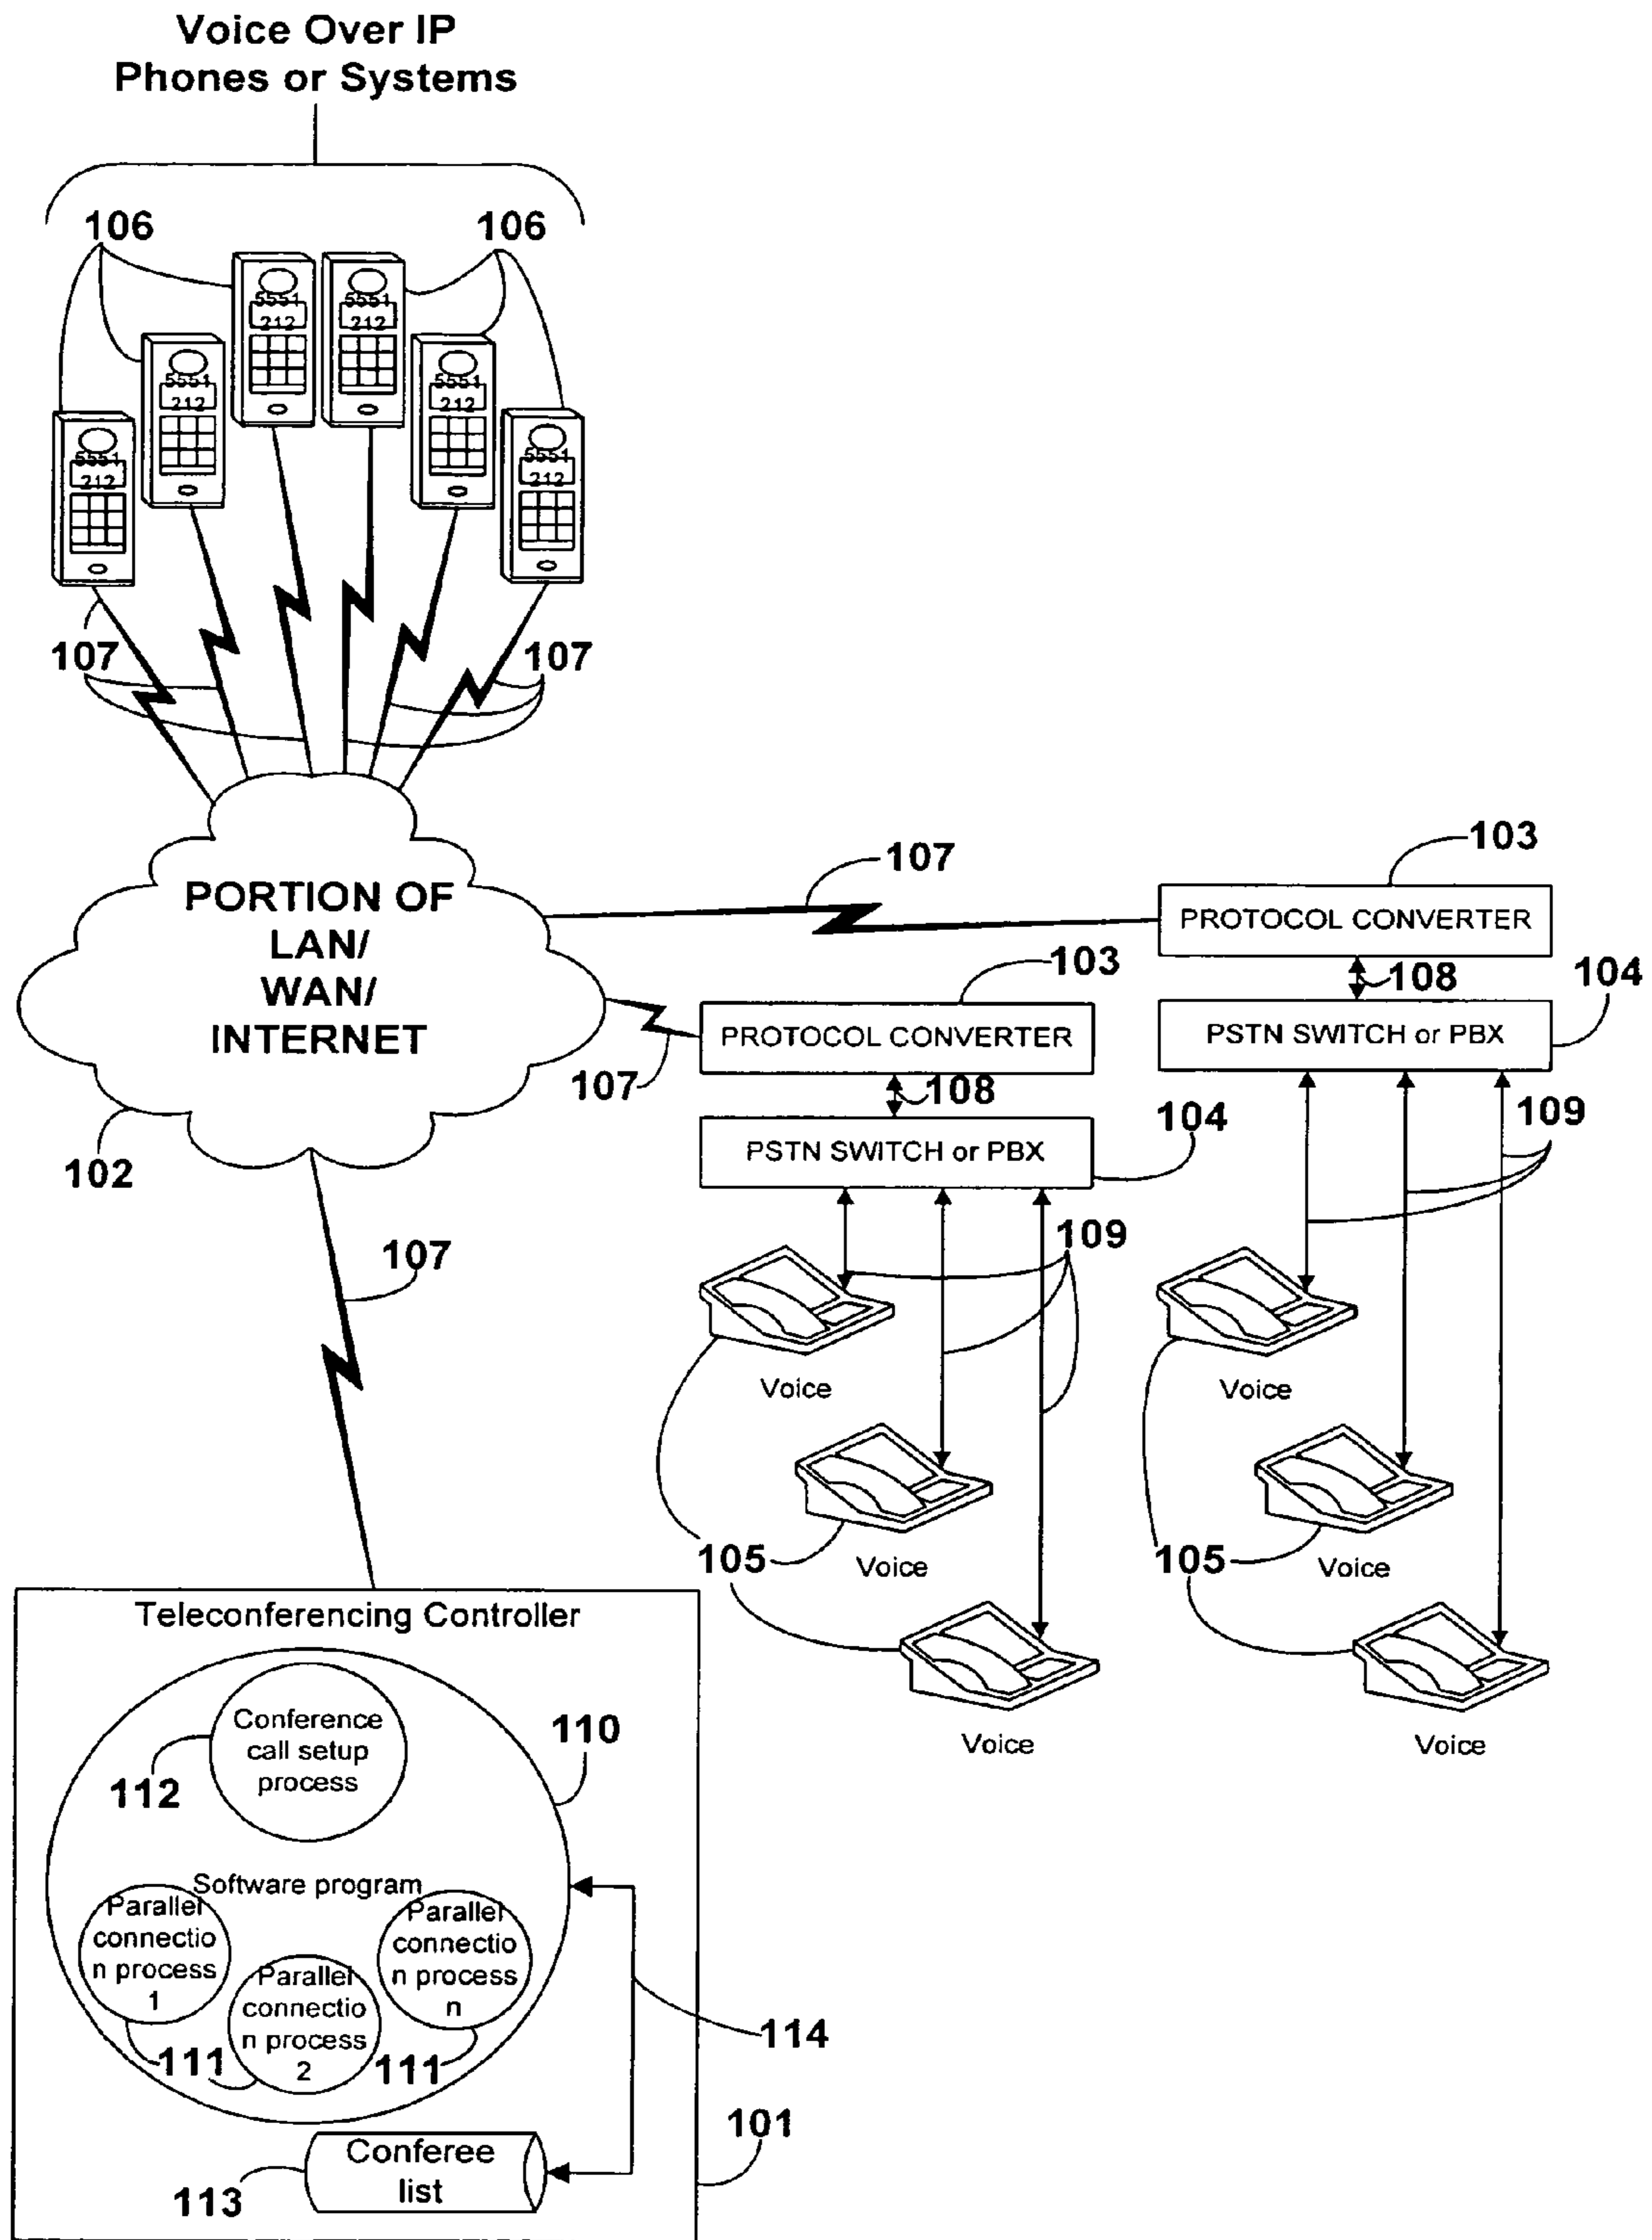 Voice Over IP
Phones or Systems
106
106
5551
212
5551
212
5551
212
5551
212
5551
212
5551
212
107
107
PORTION OF
LAN/
WAN/
INTERNET
102
107
103
PROTOCOL CONVERTER
108
104
PSTN SWITCH or PBX
109
103
PROTOCOL CONVERTER
107
108
104
PSTN SWITCH or PBX
109
107
Voice
Voice
105
Voice
Voice
Voice
105
Voice
Teleconferencing Controller
Conference
call setup
process
112
110
Software program
Parallel
connectio
n process
1
Parallel
connectio
n process
2
Parallel
connectio
n process
n
111
111
114
101
Conferee
list
113